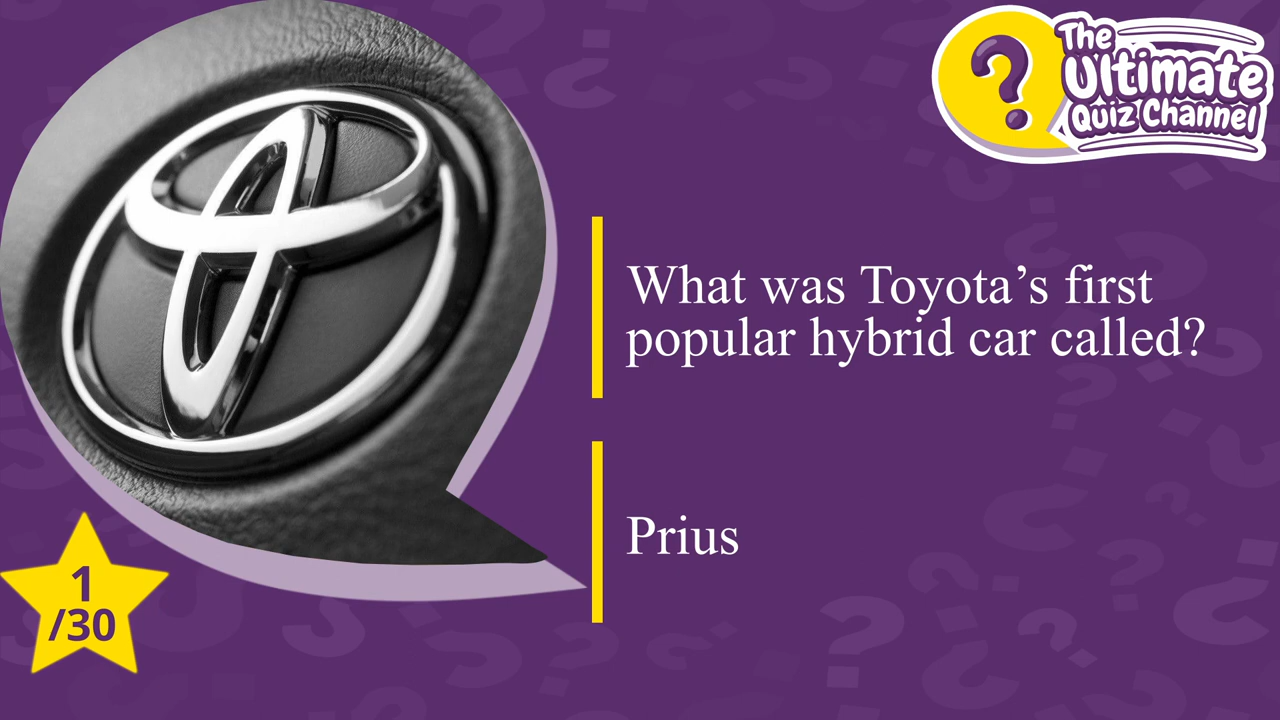 The
Ultimate
Quiz Channel
What was Toyota’s first
popular hybrid car called?
Prius
1
/30